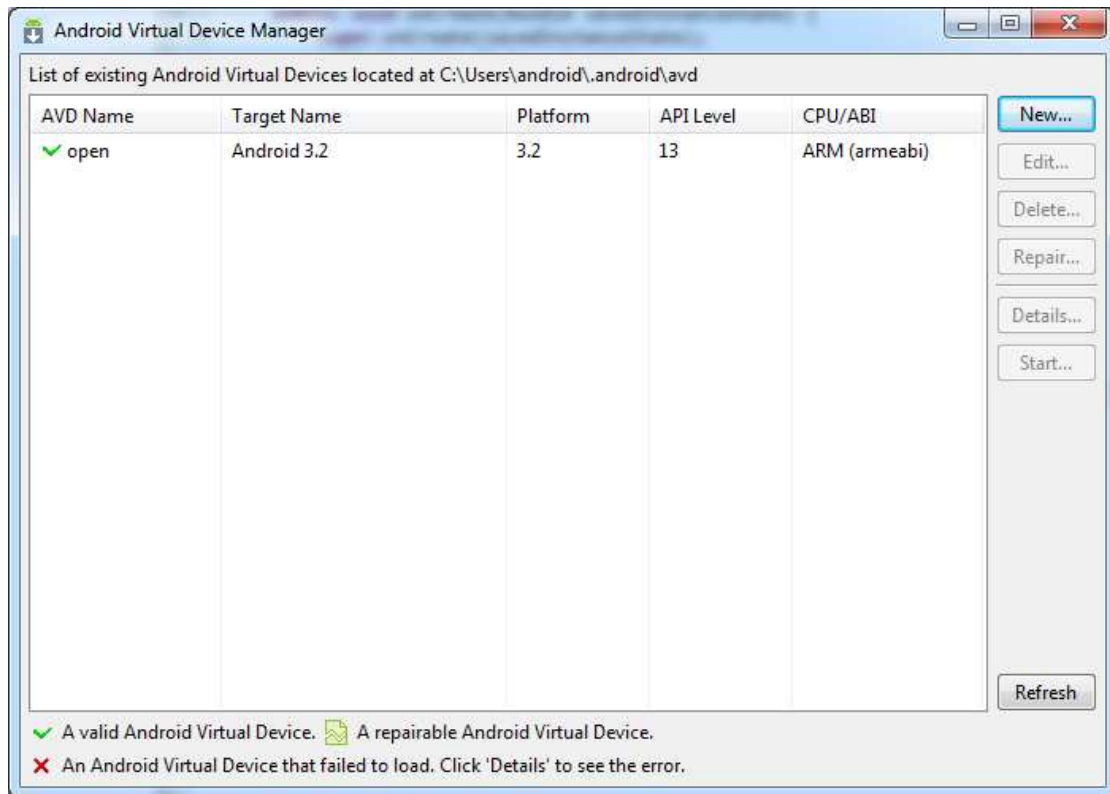 Android Virtual Device Manager
List of existing Android Virtual Devices located at C:\Users\android\.android\avd
AVD Name Target Name Platform API Level CPU/ABI
open Android 3.2 3.2 13 ARM (armeabi)
New...
Edit...
Delete...
Repair...
Details...
Start...
Refresh
A valid Android Virtual Device. A repairable Android Virtual Device.
An Android Virtual Device that failed to load. Click 'Details' to see the error.